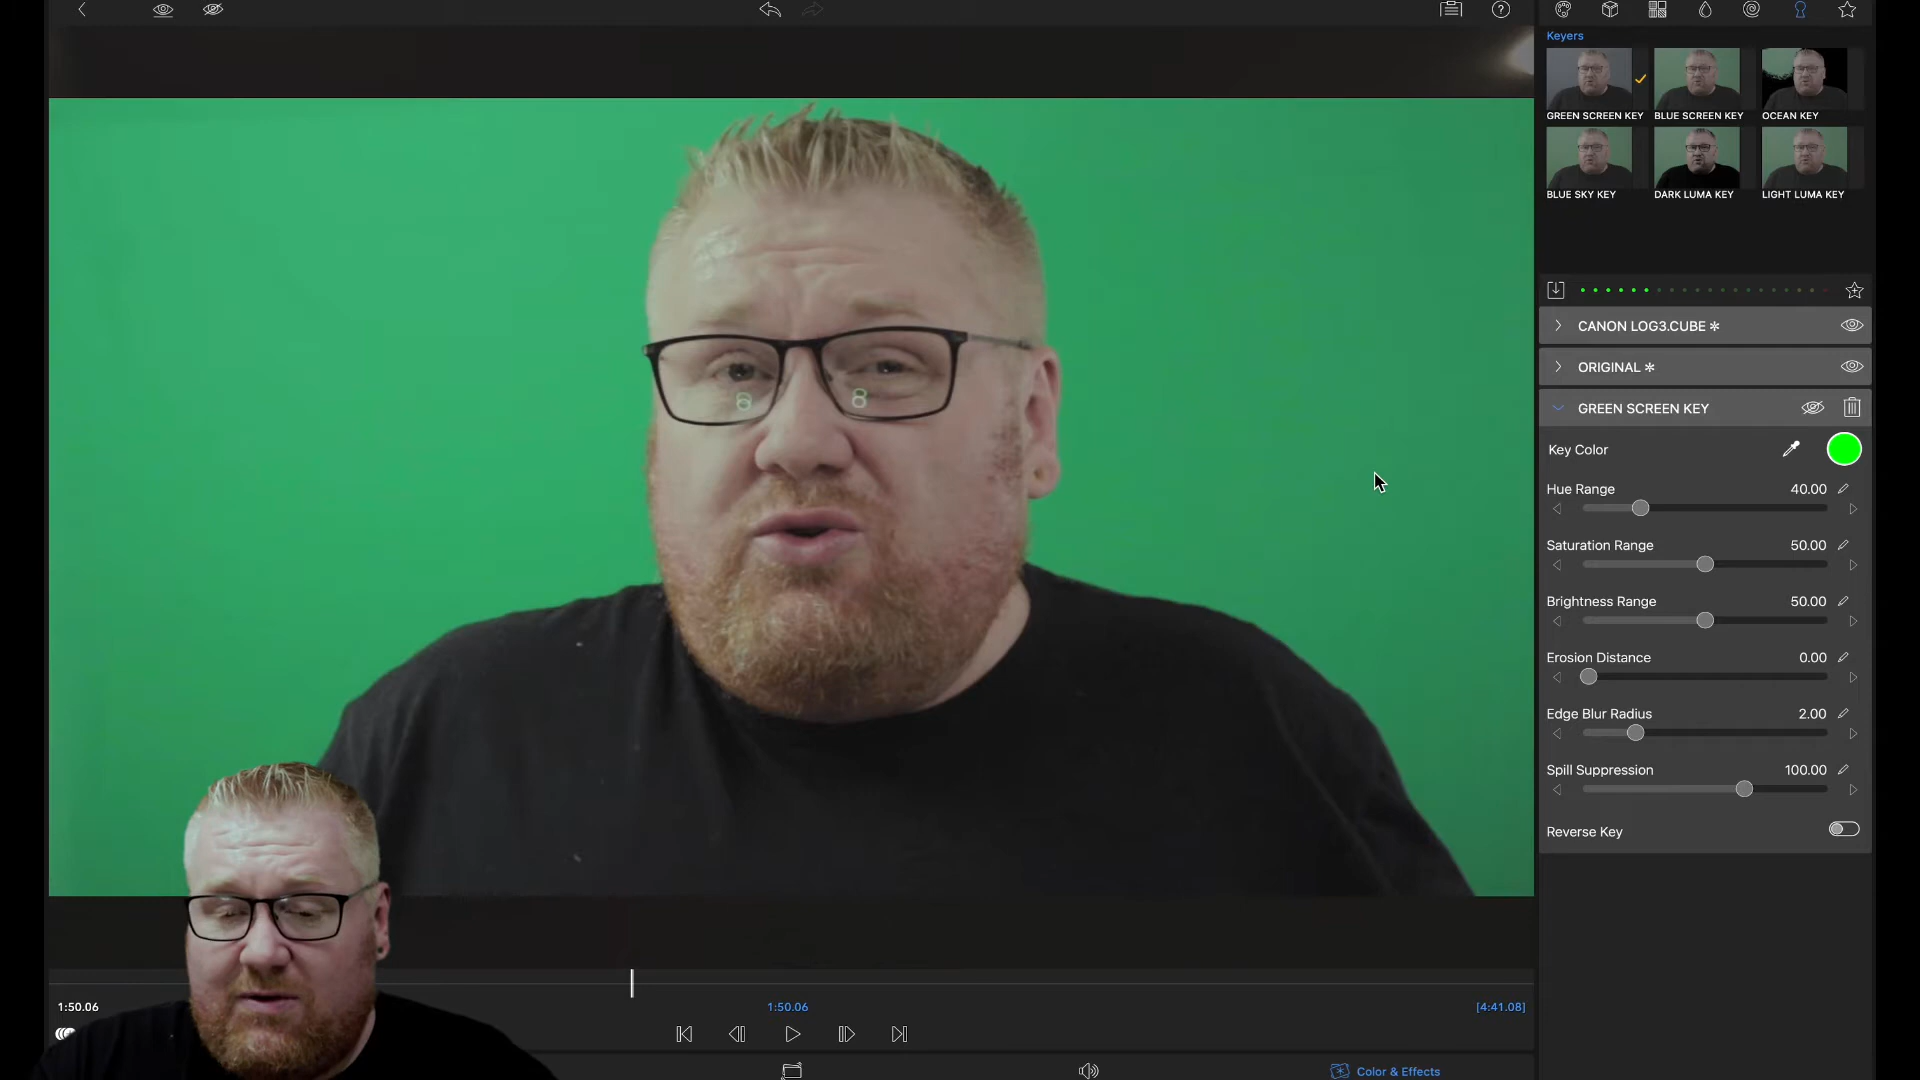 Keyers
GREEN SCREEN KEY
BLUE SCREEN KEY
OCEAN KEY
BLUE SKY KEY
DARK LUMA KEY
LIGHT LUMA KEY
CANON LOG3.CUBE ✻
ORIGINAL ✻
GREEN SCREEN KEY
Key Color
Hue Range 40.00
Saturation Range 50.00
Brightness Range 50.00
Erosion Distance 0.00
Edge Blur Radius 2.00
Spill Suppression 100.00
Reverse Key
1:50.06 1:50.06 [4:41.08]
Color & Effects